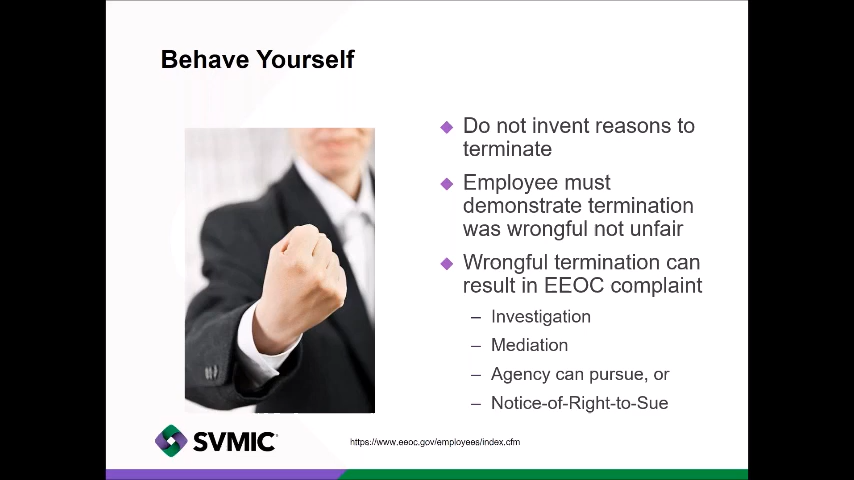 Behave Yourself
Do not invent reasons to
terminate
Employee must
demonstrate termination
was wrongful not unfair
Wrongful termination can
result in EEOC complaint
– Investigation
– Mediation
– Agency can pursue, or
– Notice-of-Right-to-Sue
SVMIC
https://www.eeoc.gov/employees/index.cfm